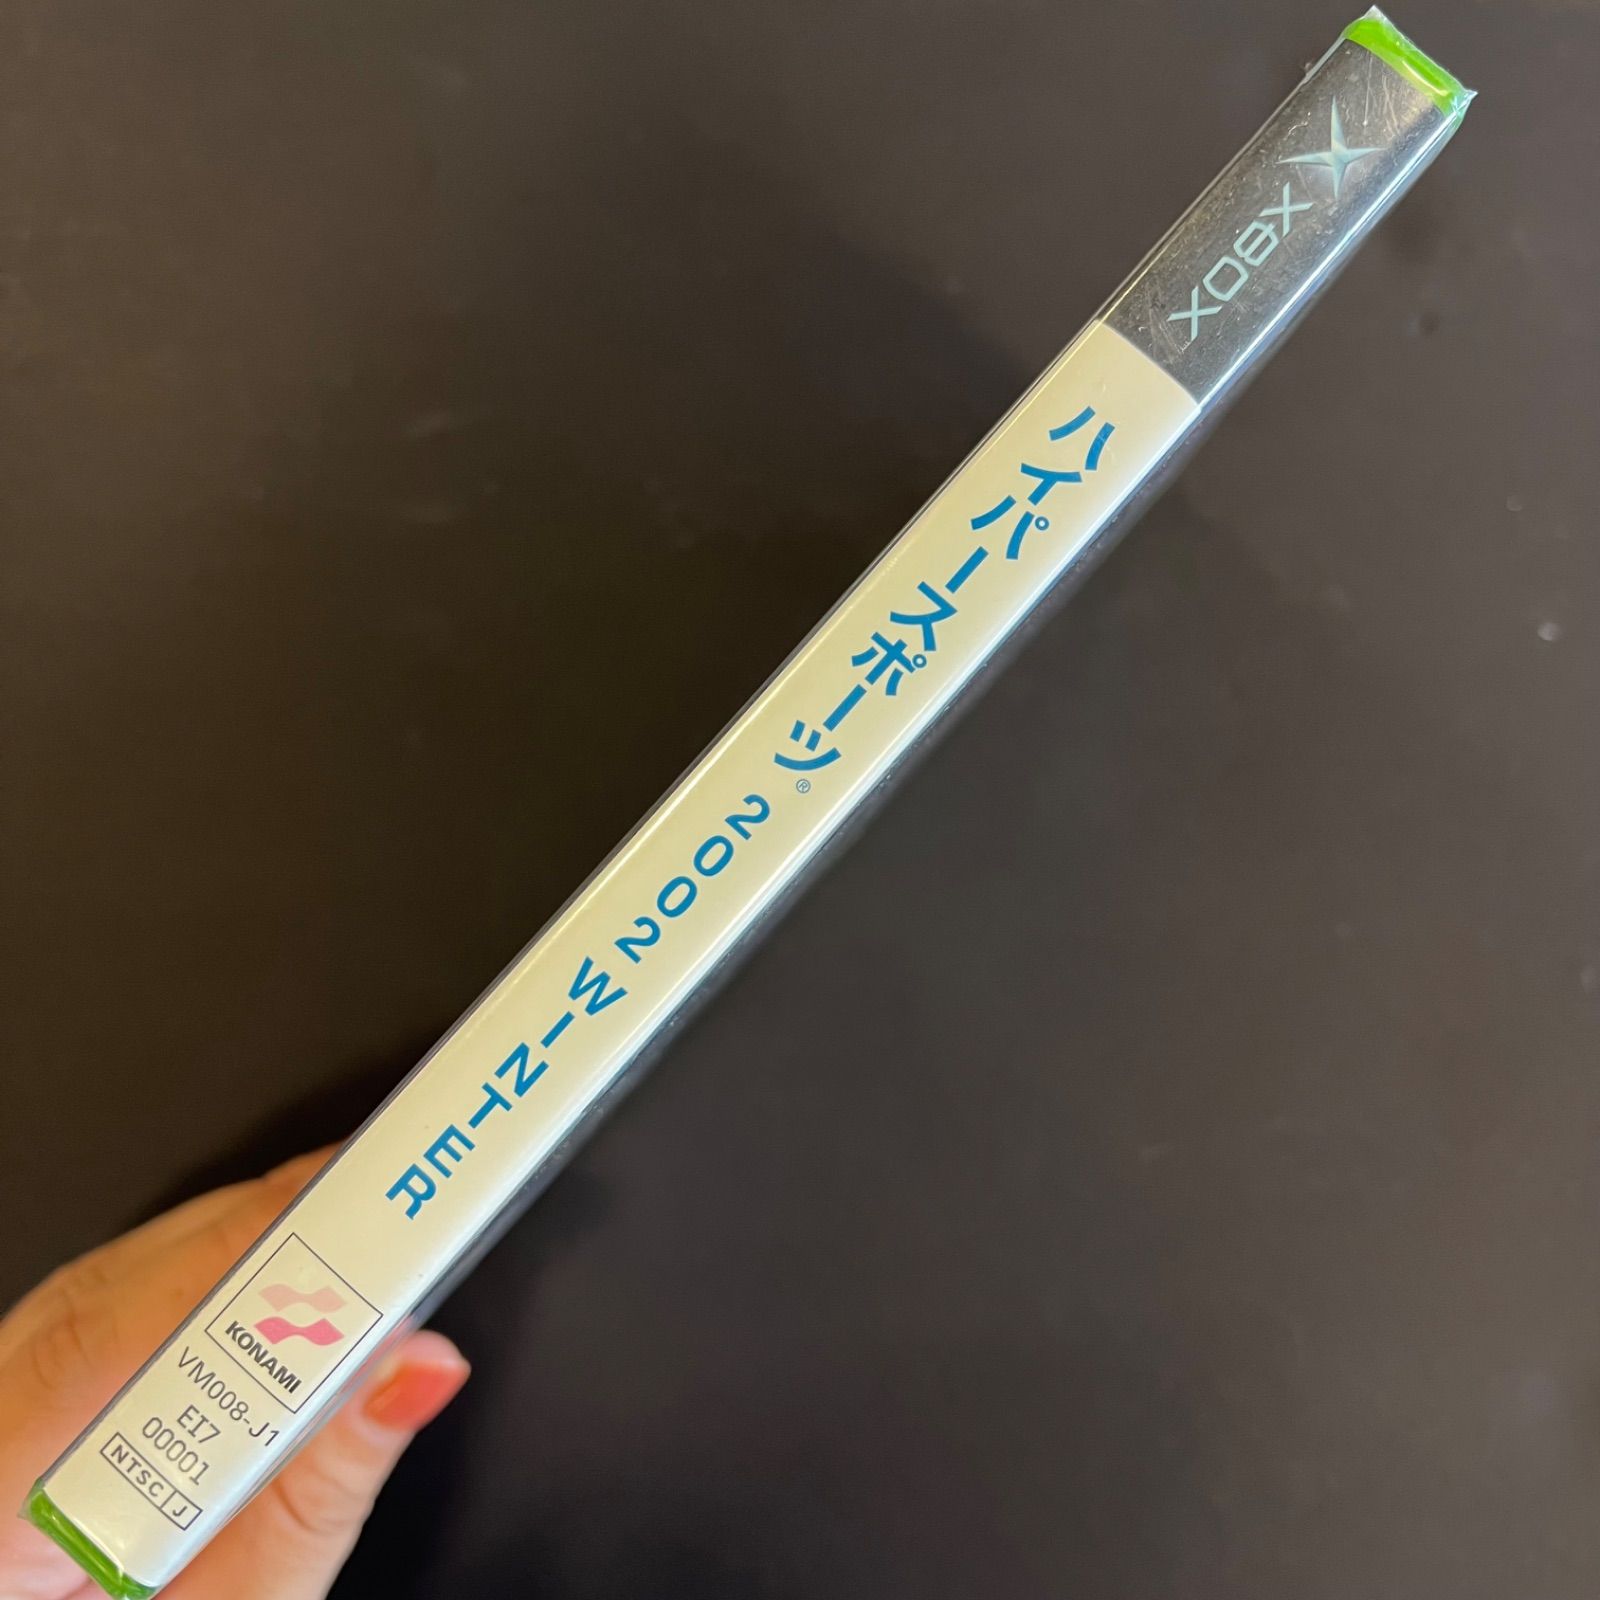 XBOX
ハイパースポーツ® 2002 WINTER
KONAMI
VM008-J1
EI7
00001
NTSC J